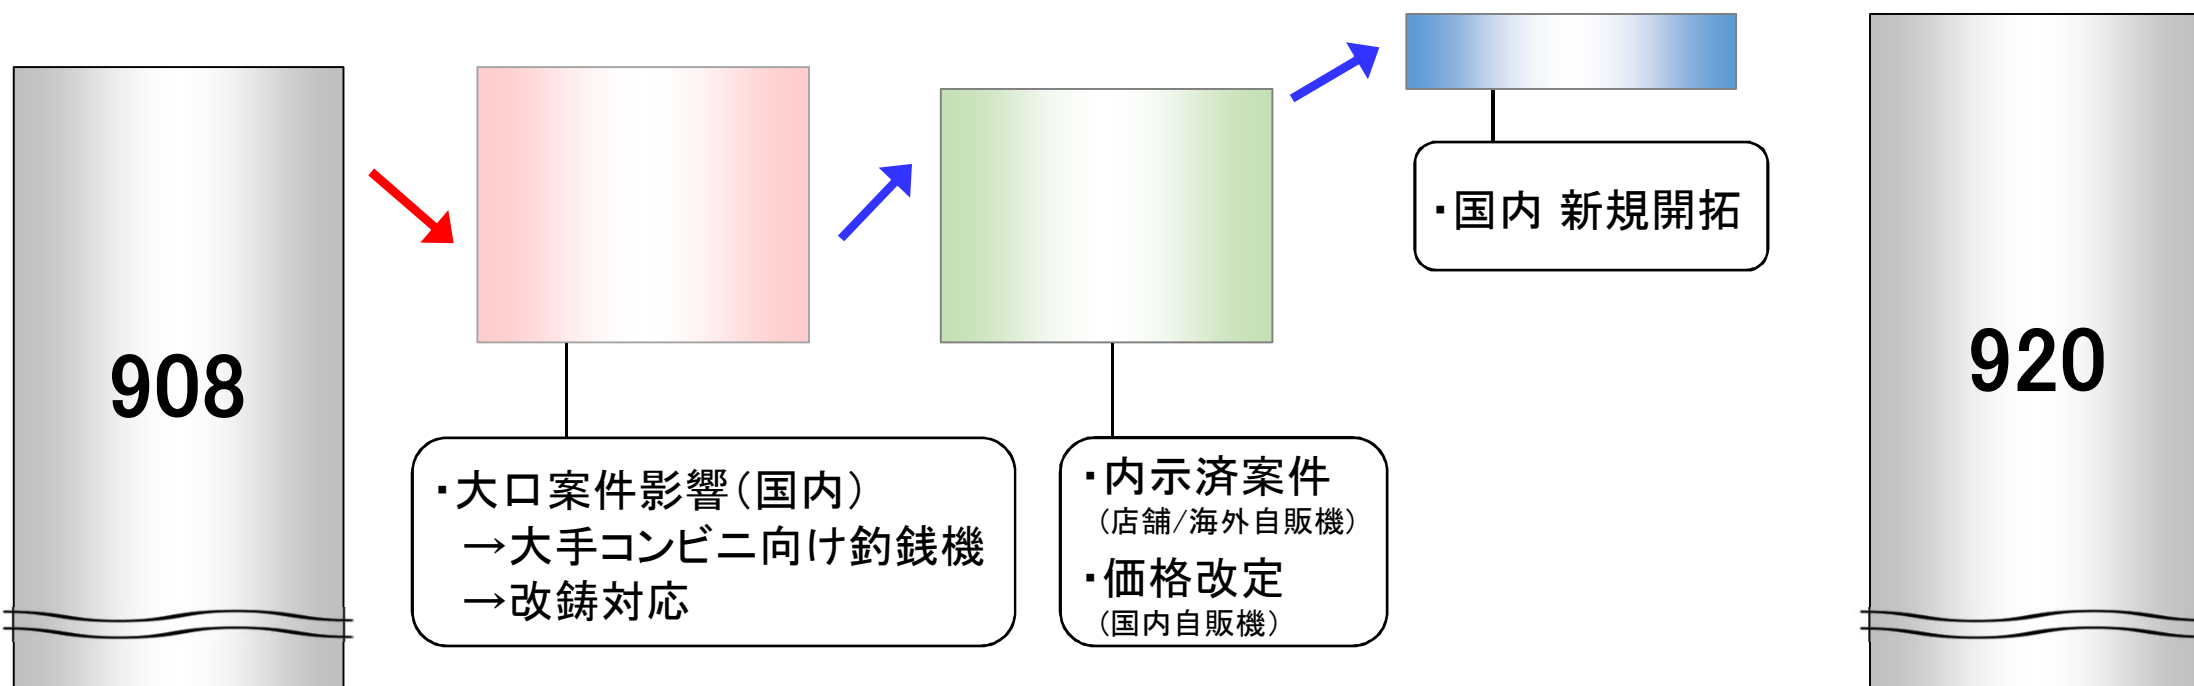 908
・大口案件影響（国内）
→大手コンビニ向け釣銭機
→改鋳対応
・内示済案件
（店舗/海外自販機）
・価格改定
（国内自販機）
・国内 新規開拓
920